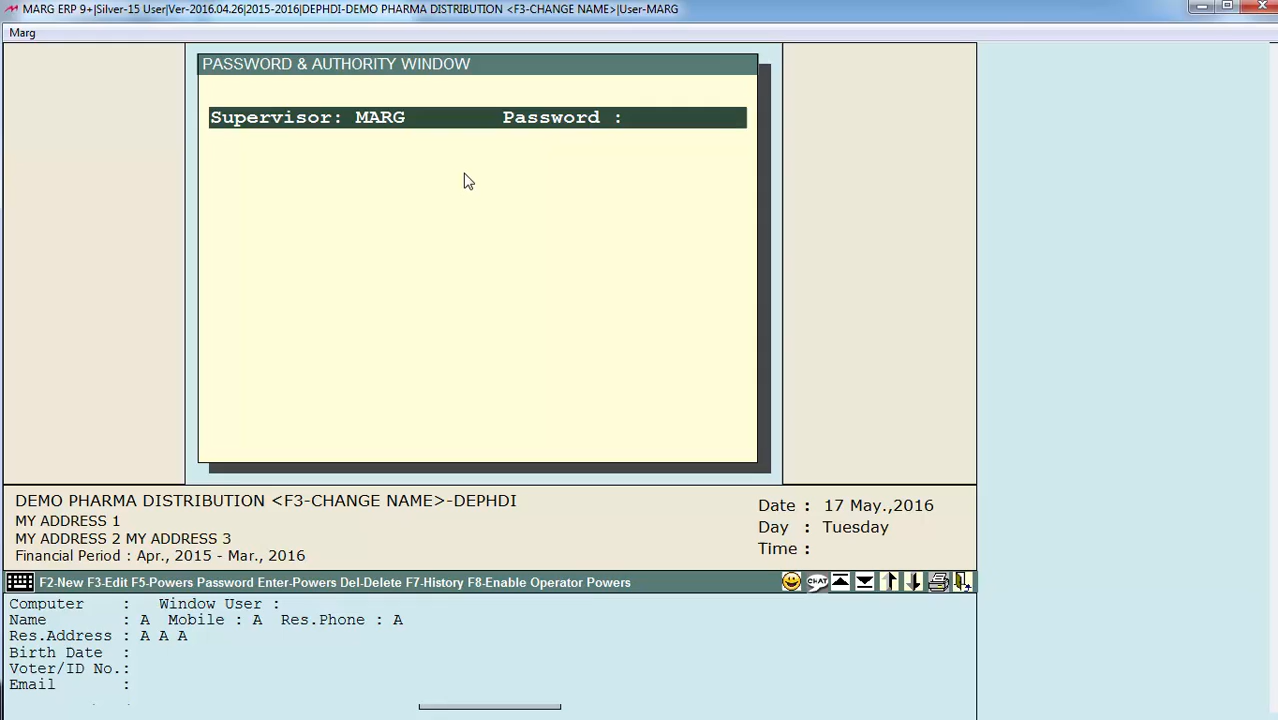 MARG ERP 9+|Silver-15 User|Ver-2016.04.26|2015-2016|DEPHDI-DEMO PHARMA DISTRIBUTION <F3-CHANGE NAME>|User-MARG
Marg
PASSWORD & AUTHORITY WINDOW
Supervisor: MARG Password :
DEMO PHARMA DISTRIBUTION <F3-CHANGE NAME>-DEPHDI
MY ADDRESS 1
MY ADDRESS 2 MY ADDRESS 3
Financial Period : Apr., 2015 - Mar., 2016
Date : 17 May.,2016
Day : Tuesday
Time :
F2-New F3-Edit F5-Powers Password Enter-Powers Del-Delete F7-History F8-Enable Operator Powers
CHAT
Computer : Window User :
Name : A Mobile : A Res.Phone : A
Res.Address : A A A
Birth Date :
Voter/ID No.:
Email :